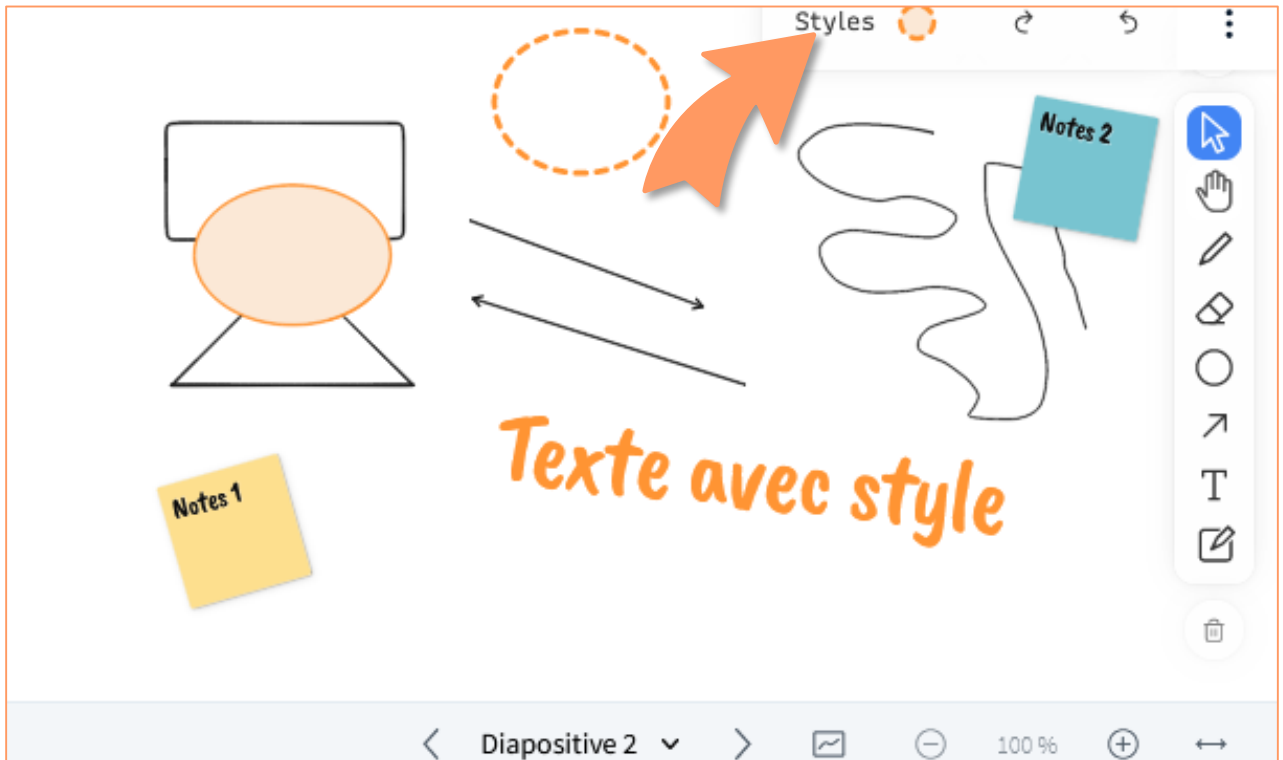 Styles
Notes 2
Texte avec style
Notes 1
T
Diapositive 2
100 %